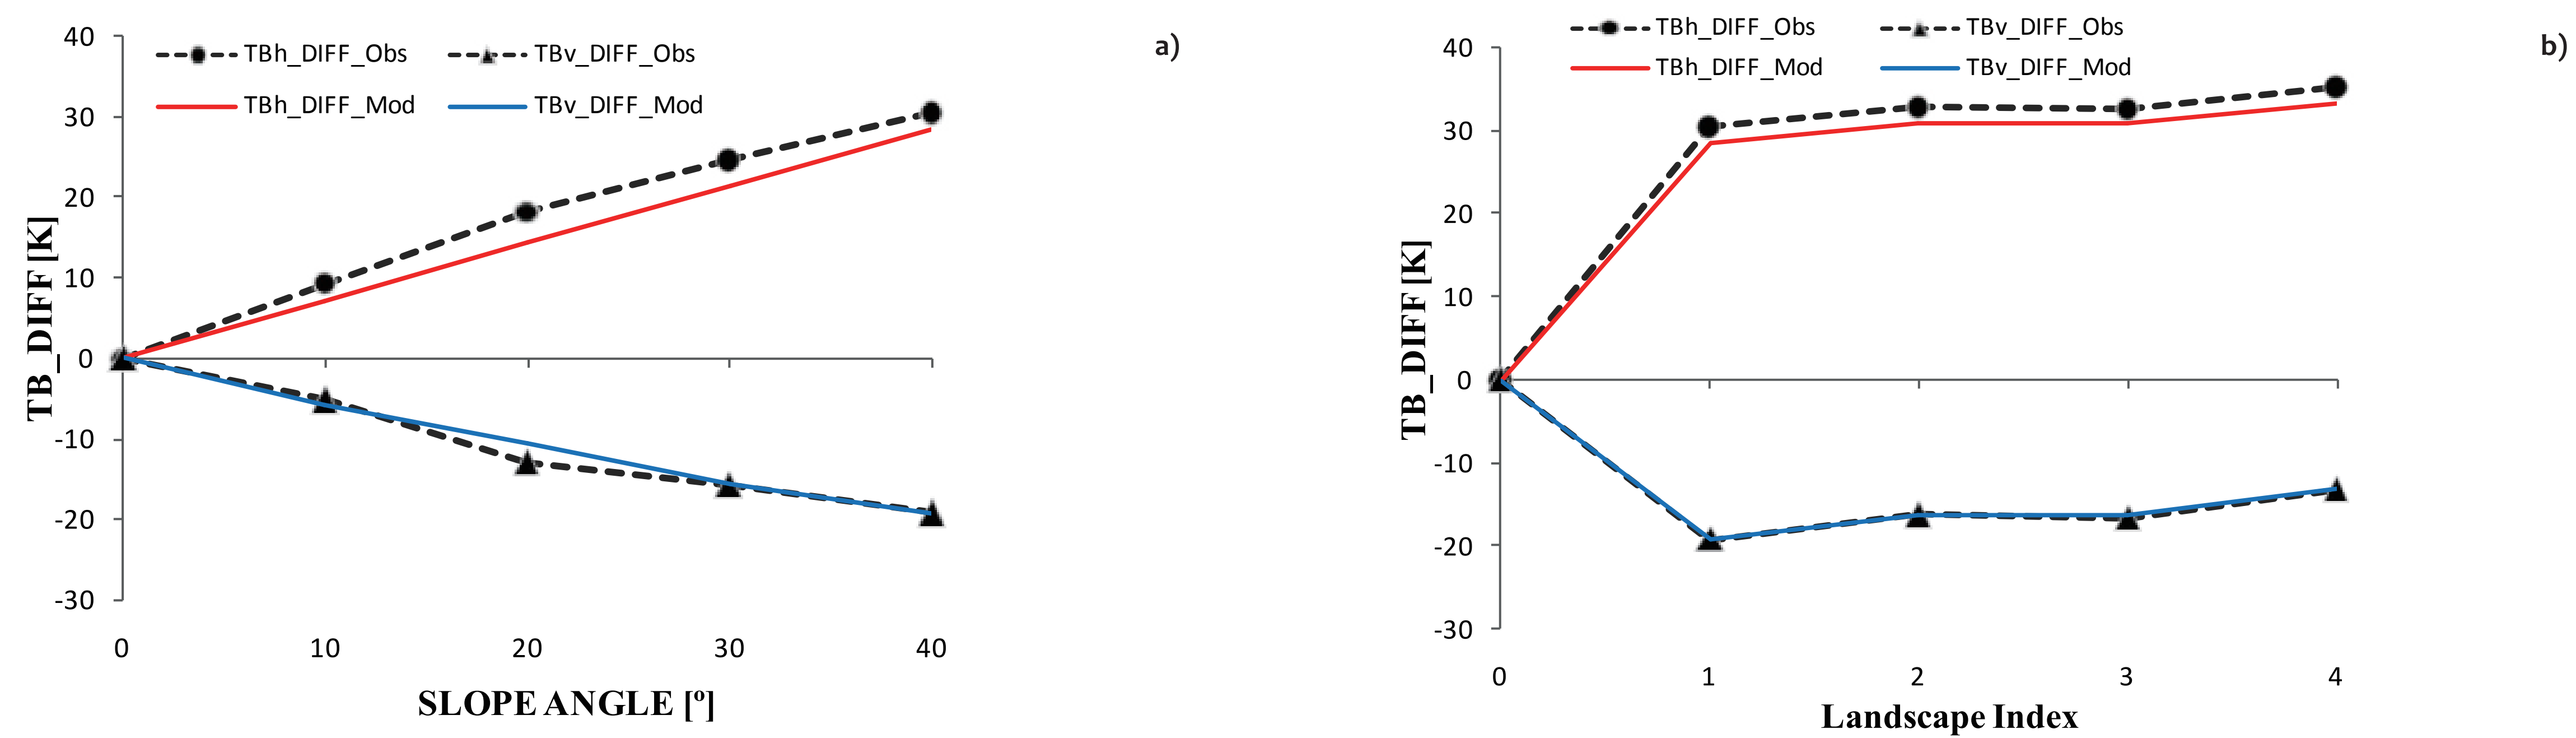 a)
TBh_DIFF_Obs TBv_DIFF_Obs
TBh_DIFF_Mod TBv_DIFF_Mod
40
30
20
10
0
-10
-20
-30
TB_DIFF [K]
0 10 20 30 40
SLOPE ANGLE [º]
b)
TBh_DIFF_Obs TBv_DIFF_Obs
TBh_DIFF_Mod TBv_DIFF_Mod
40
30
20
10
0
-10
-20
-30
TB_DIFF [K]
0 1 2 3 4
Landscape Index